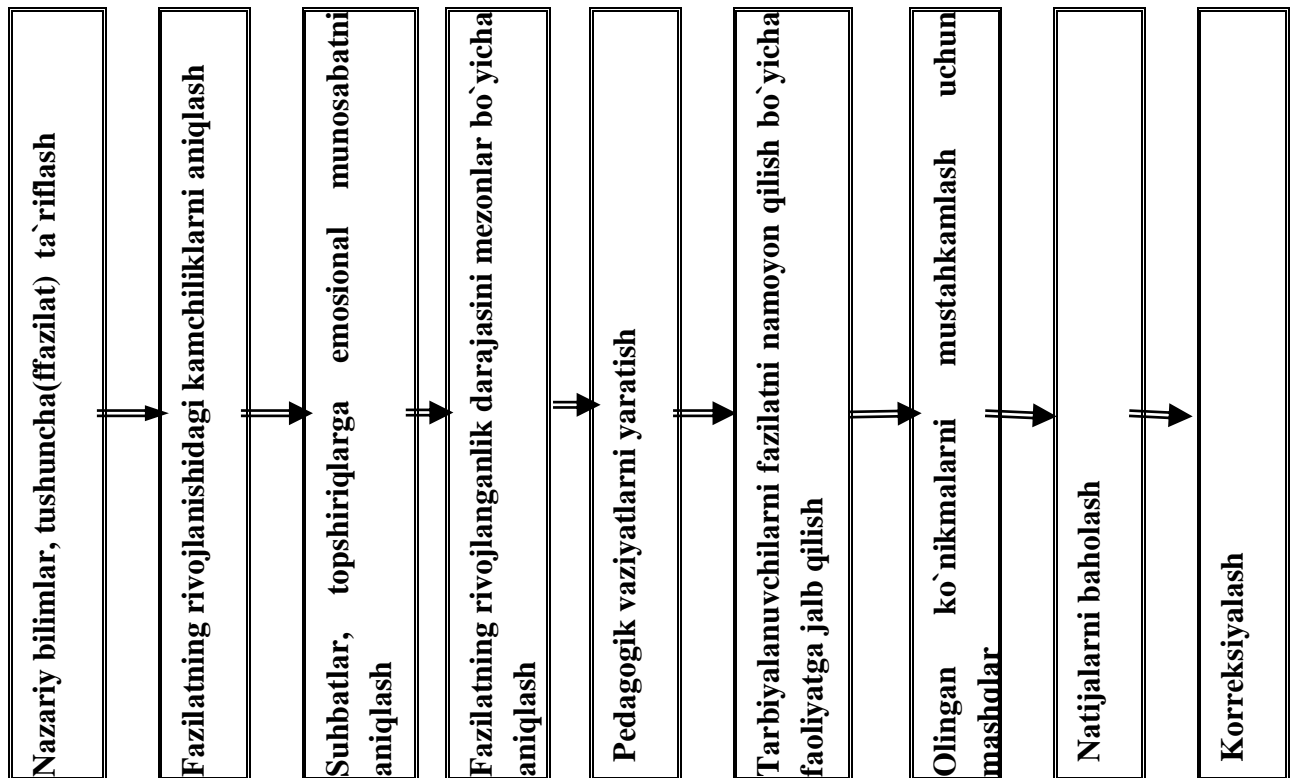 Nazariy bilimlar, tushuncha(ffazilat) ta`riflash
Fazilatning rivojlanishidagi kamchiliklarni aniqlash
Suhbatlar, topshiriqlarga emosional munosabatni
aniqlash
Fazilatning rivojlanganlik darajasini mezonlar bo`yicha
aniqlash
Pedagogik vaziyatlarni yaratish
Tarbiyalanuvchilarni fazilatni namoyon qilish bo`yicha
faoliyatga jalb qilish
Olingan ko`nikmalarni mustahkamlash uchun
mashqlar
Natijalarni baholash
Korreksiyalash